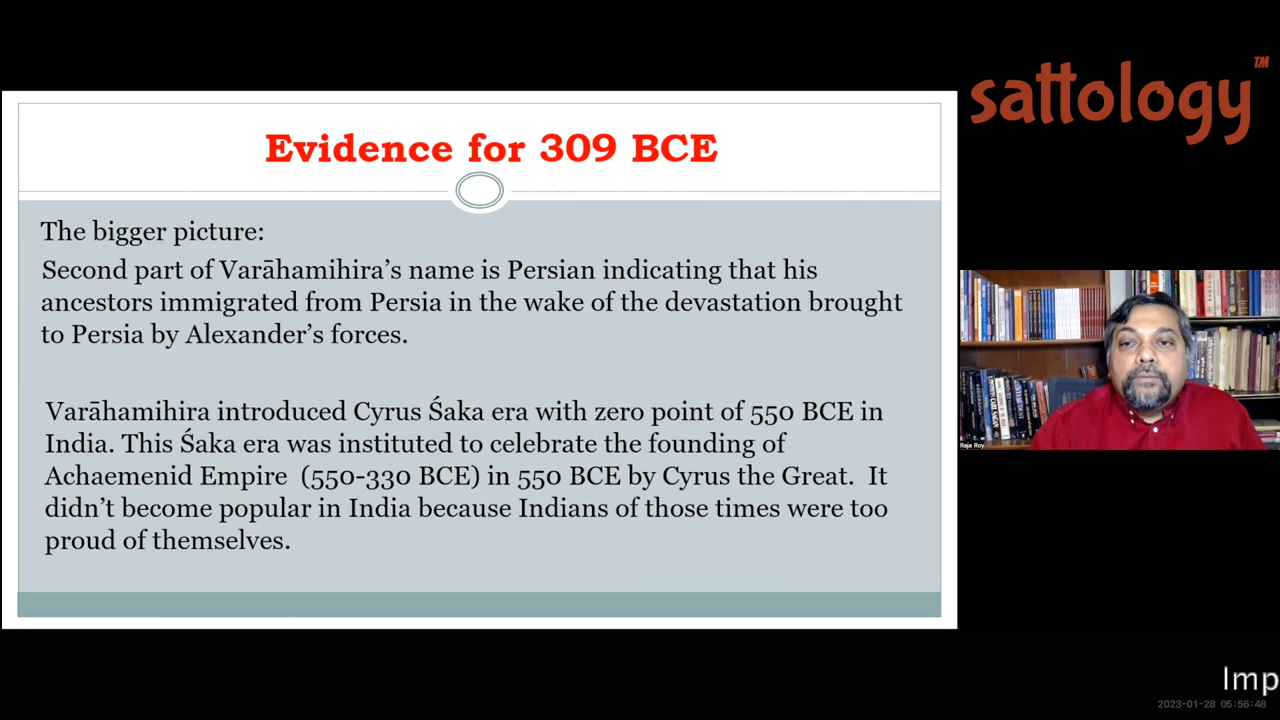 sattology™
Evidence for 309 BCE
The bigger picture:
Second part of Varāhamihira’s name is Persian indicating that his
ancestors immigrated from Persia in the wake of the devastation brought
to Persia by Alexander’s forces.
Varāhamihira introduced Cyrus Śaka era with zero point of 550 BCE in
India. This Śaka era was instituted to celebrate the founding of
Achaemenid Empire (550-330 BCE) in 550 BCE by Cyrus the Great. It
didn’t become popular in India because Indians of those times were too
proud of themselves.
Raja Roy
Imp
2023-01-28 05:56:48